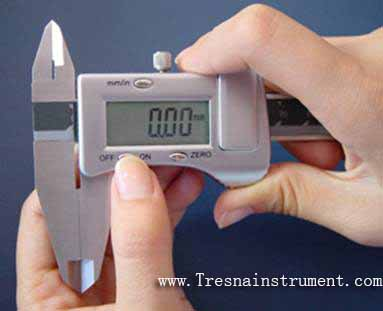 mm/in
0.00 mm
OFF ON ZERO
www.Tresnainstrument.com